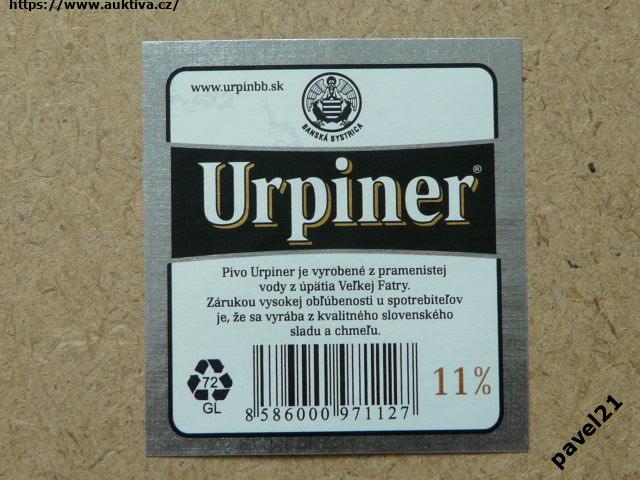 https://www.auktiva.cz/
www.urpinbb.sk
BANSKÁ BYSTRICA
Urpiner®
Pivo Urpiner je vyrobené z pramenistej
vody z úpätia Veľkej Fatry.
Zárukou vysokej obľúbenosti u spotrebiteľov
je, že sa vyrába z kvalitného slovenského
sladu a chmeľu.
72
GL
8 586000 971127
11%
pavel21